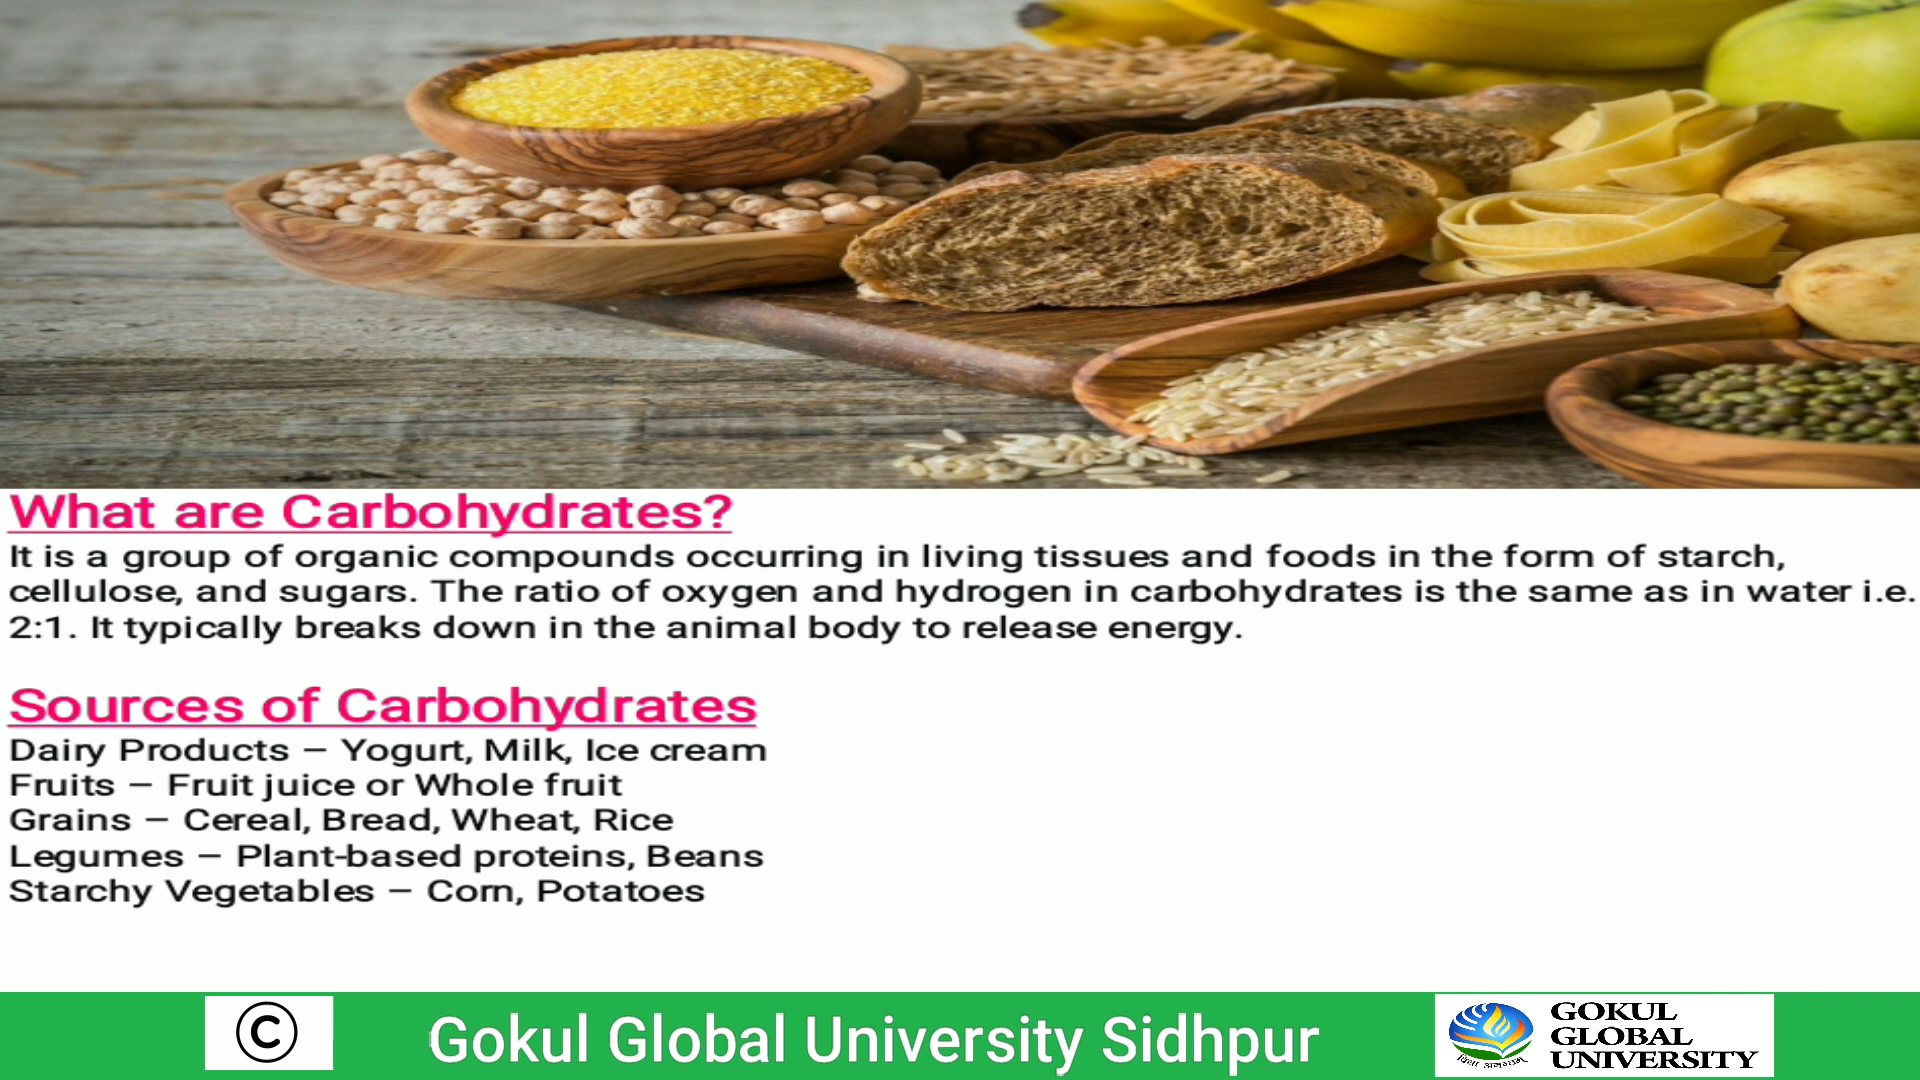 What are Carbohydrates?
It is a group of organic compounds occurring in living tissues and foods in the form of starch,
cellulose, and sugars. The ratio of oxygen and hydrogen in carbohydrates is the same as in water i.e.
2:1. It typically breaks down in the animal body to release energy.
Sources of Carbohydrates
Dairy Products – Yogurt, Milk, Ice cream
Fruits – Fruit juice or Whole fruit
Grains – Cereal, Bread, Wheat, Rice
Legumes – Plant-based proteins, Beans
Starchy Vegetables – Corn, Potatoes
©
Gokul Global University Sidhpur
GOKUL
GLOBAL
UNIVERSITY